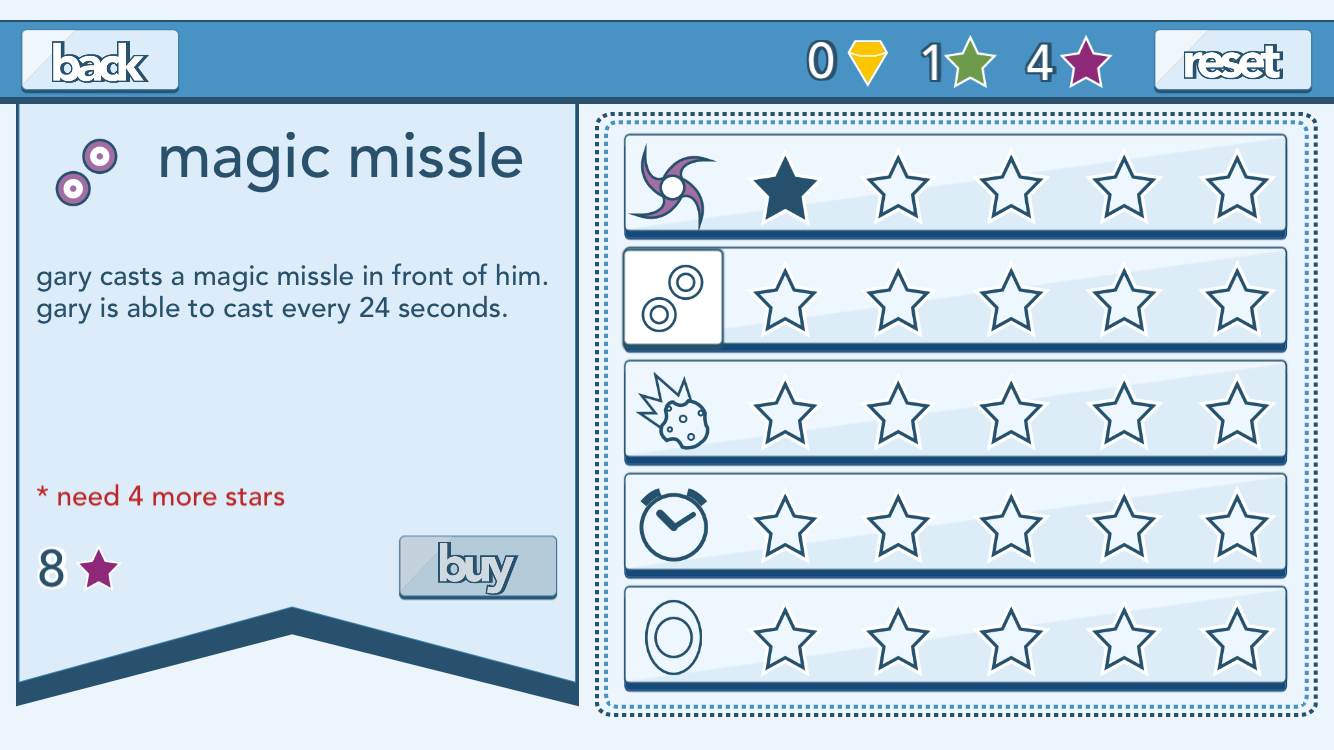 back
0
1
4
reset
magic missle
gary casts a magic missle in front of him.
gary is able to cast every 24 seconds.
* need 4 more stars
8
buy